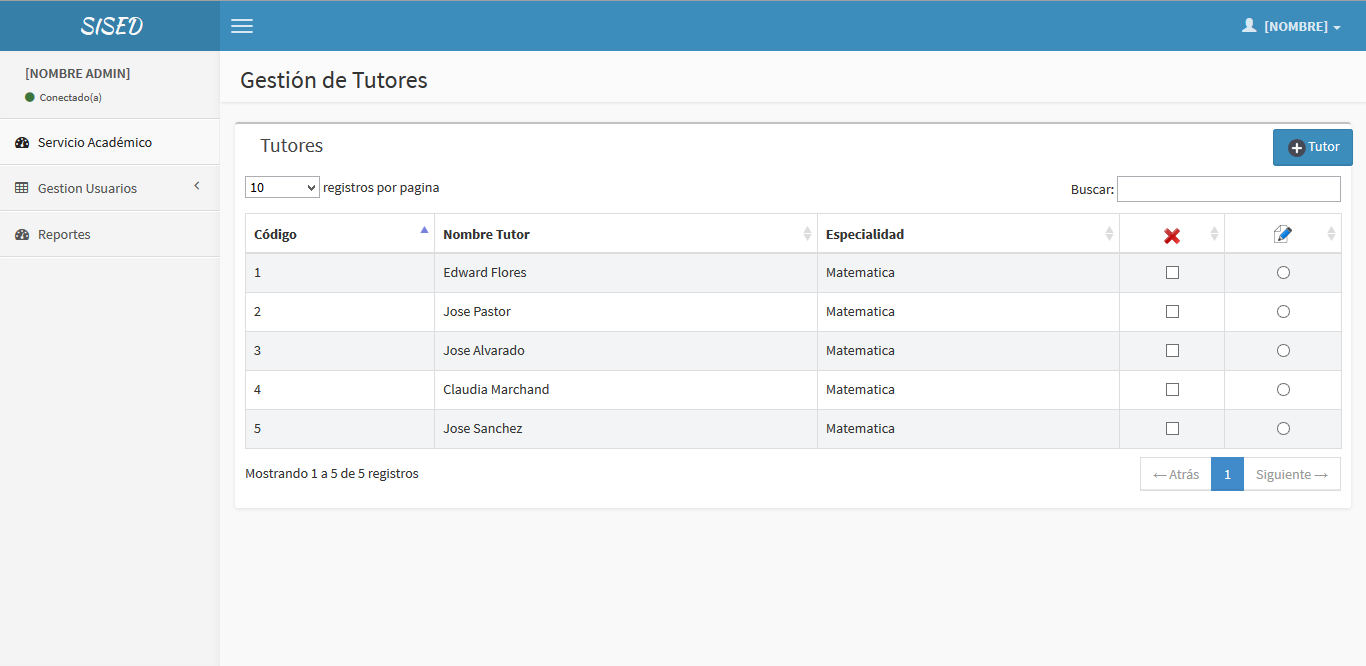 SISED
[NOMBRE]
[NOMBRE ADMIN]
Conectado(a)
Servicio Académico
Gestion Usuarios
Reportes
Gestión de Tutores
Tutores
Tutor
10 registros por pagina
Buscar:
Código Nombre Tutor Especialidad
1 Edward Flores Matematica
2 Jose Pastor Matematica
3 Jose Alvarado Matematica
4 Claudia Marchand Matematica
5 Jose Sanchez Matematica
Mostrando 1 a 5 de 5 registros
← Atrás 1 Siguiente →